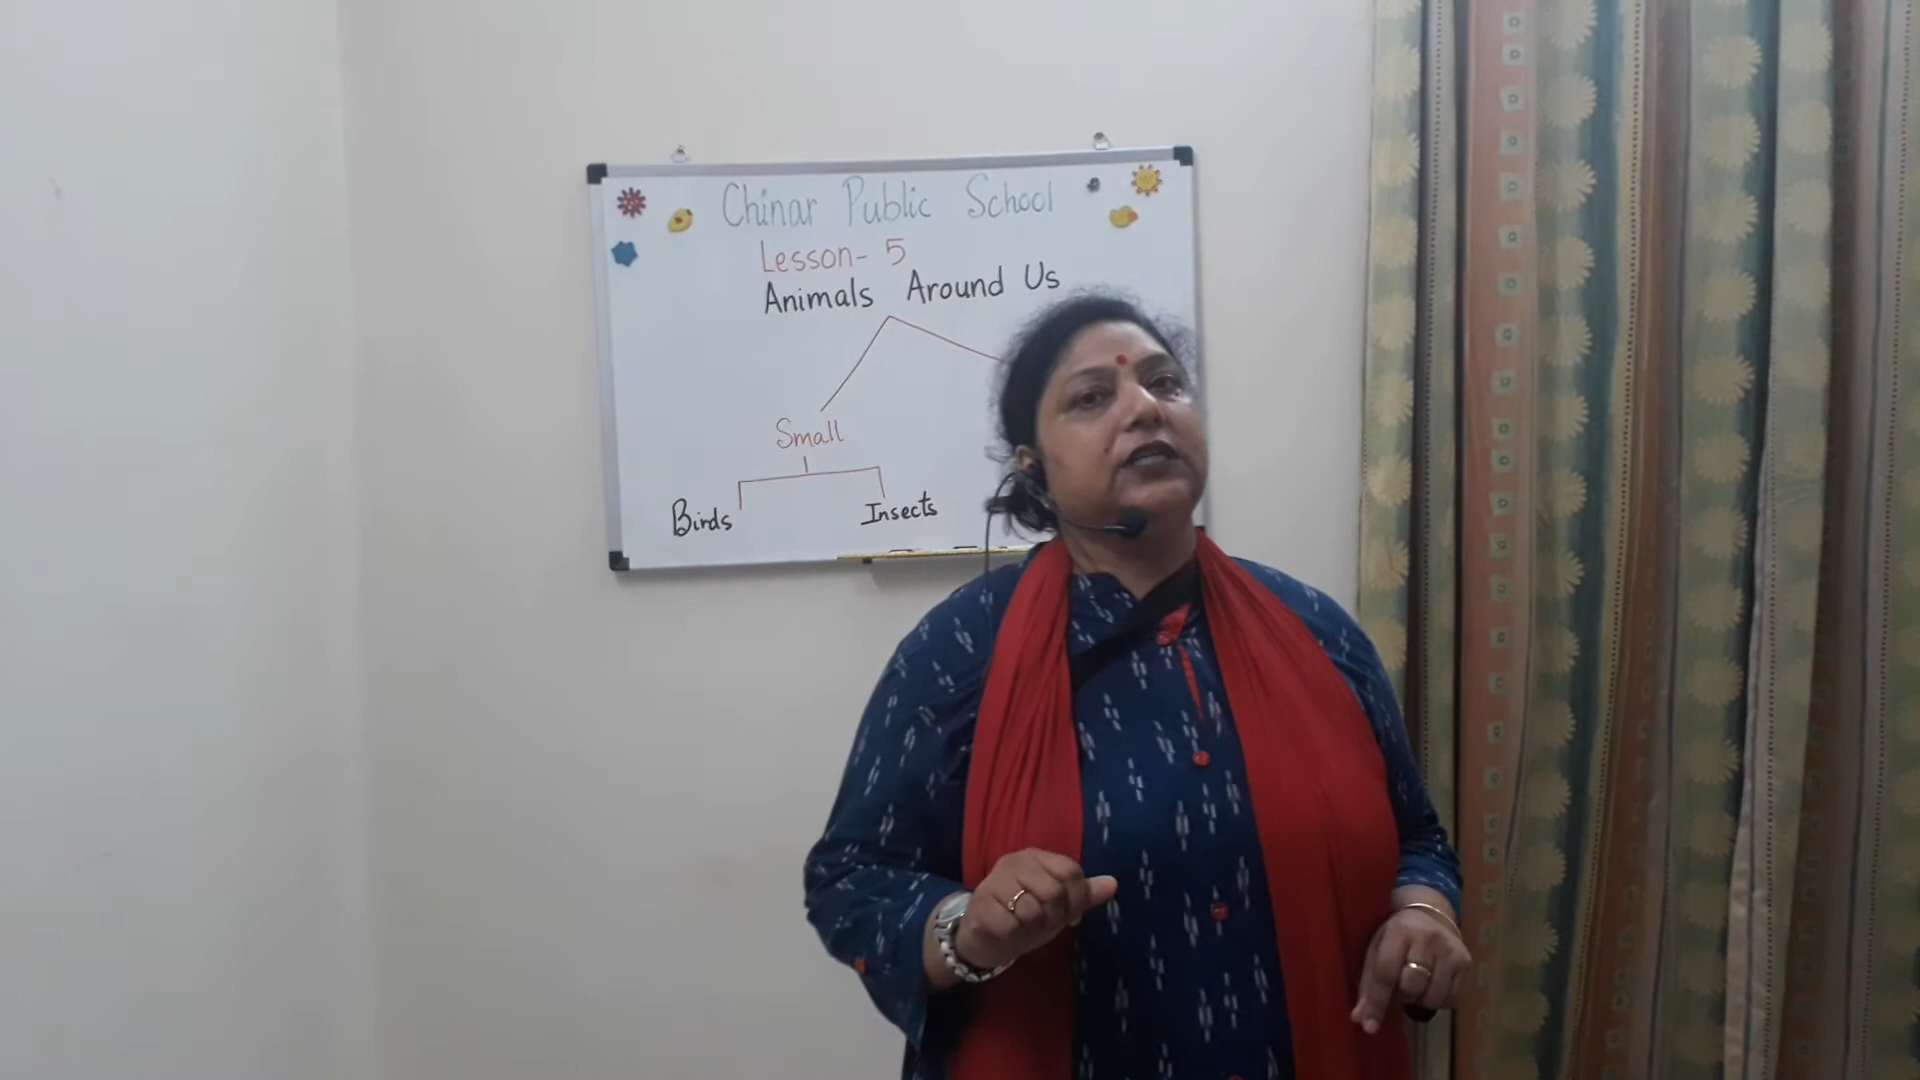 Chinar Public School
Lesson- 5
Animals Around Us
Small
Birds Insects